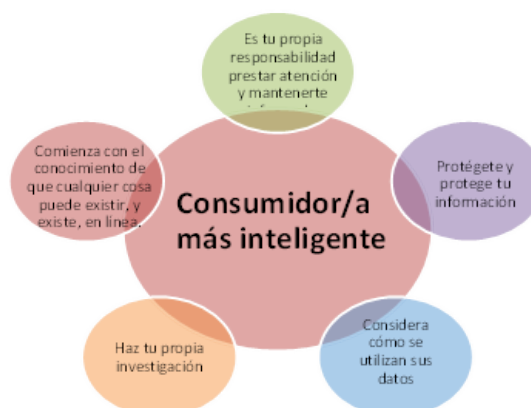 Es tu propia
responsabilidad
prestar atención
y mantenerte
Comienza con el
conocimiento de
que cualquier cosa
puede existir, y
existe, en línea.
Consumidor/a
más inteligente
Protégete y
protege tu
información
Haz tu propia
investigación
Considera
cómo se
utilizan sus
datos